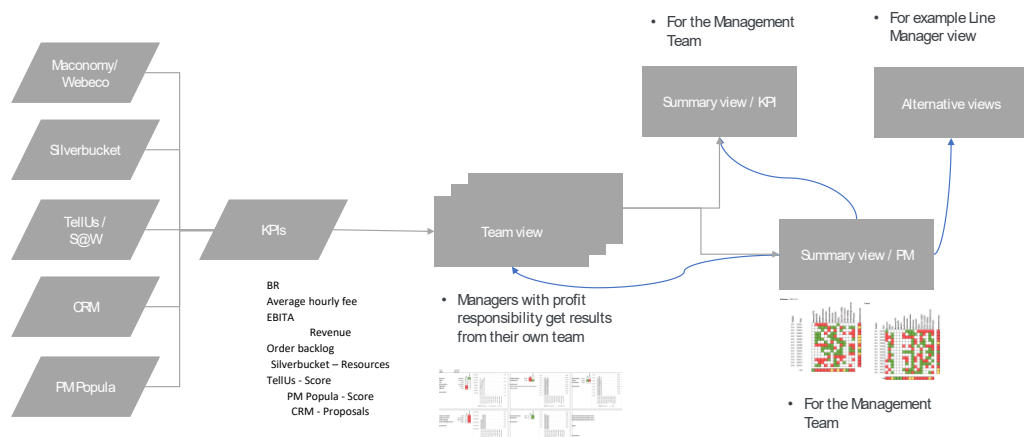 • For the Management
Team
• For example Line
Manager view
Maconomy/
Webeco
Summary view / KPI
Alternative views
Silverbucket
TellUs /
S@W
KPIs
Team view
Summary view / PM
CRM
BR
Average hourly fee
EBITA
Revenue
Order backlog
Silverbucket – Resources
TellUs - Score
PM Popula - Score
CRM - Proposals
• Managers with profit
responsibility get results
from their own team
PM Popula
• For the Management
Team